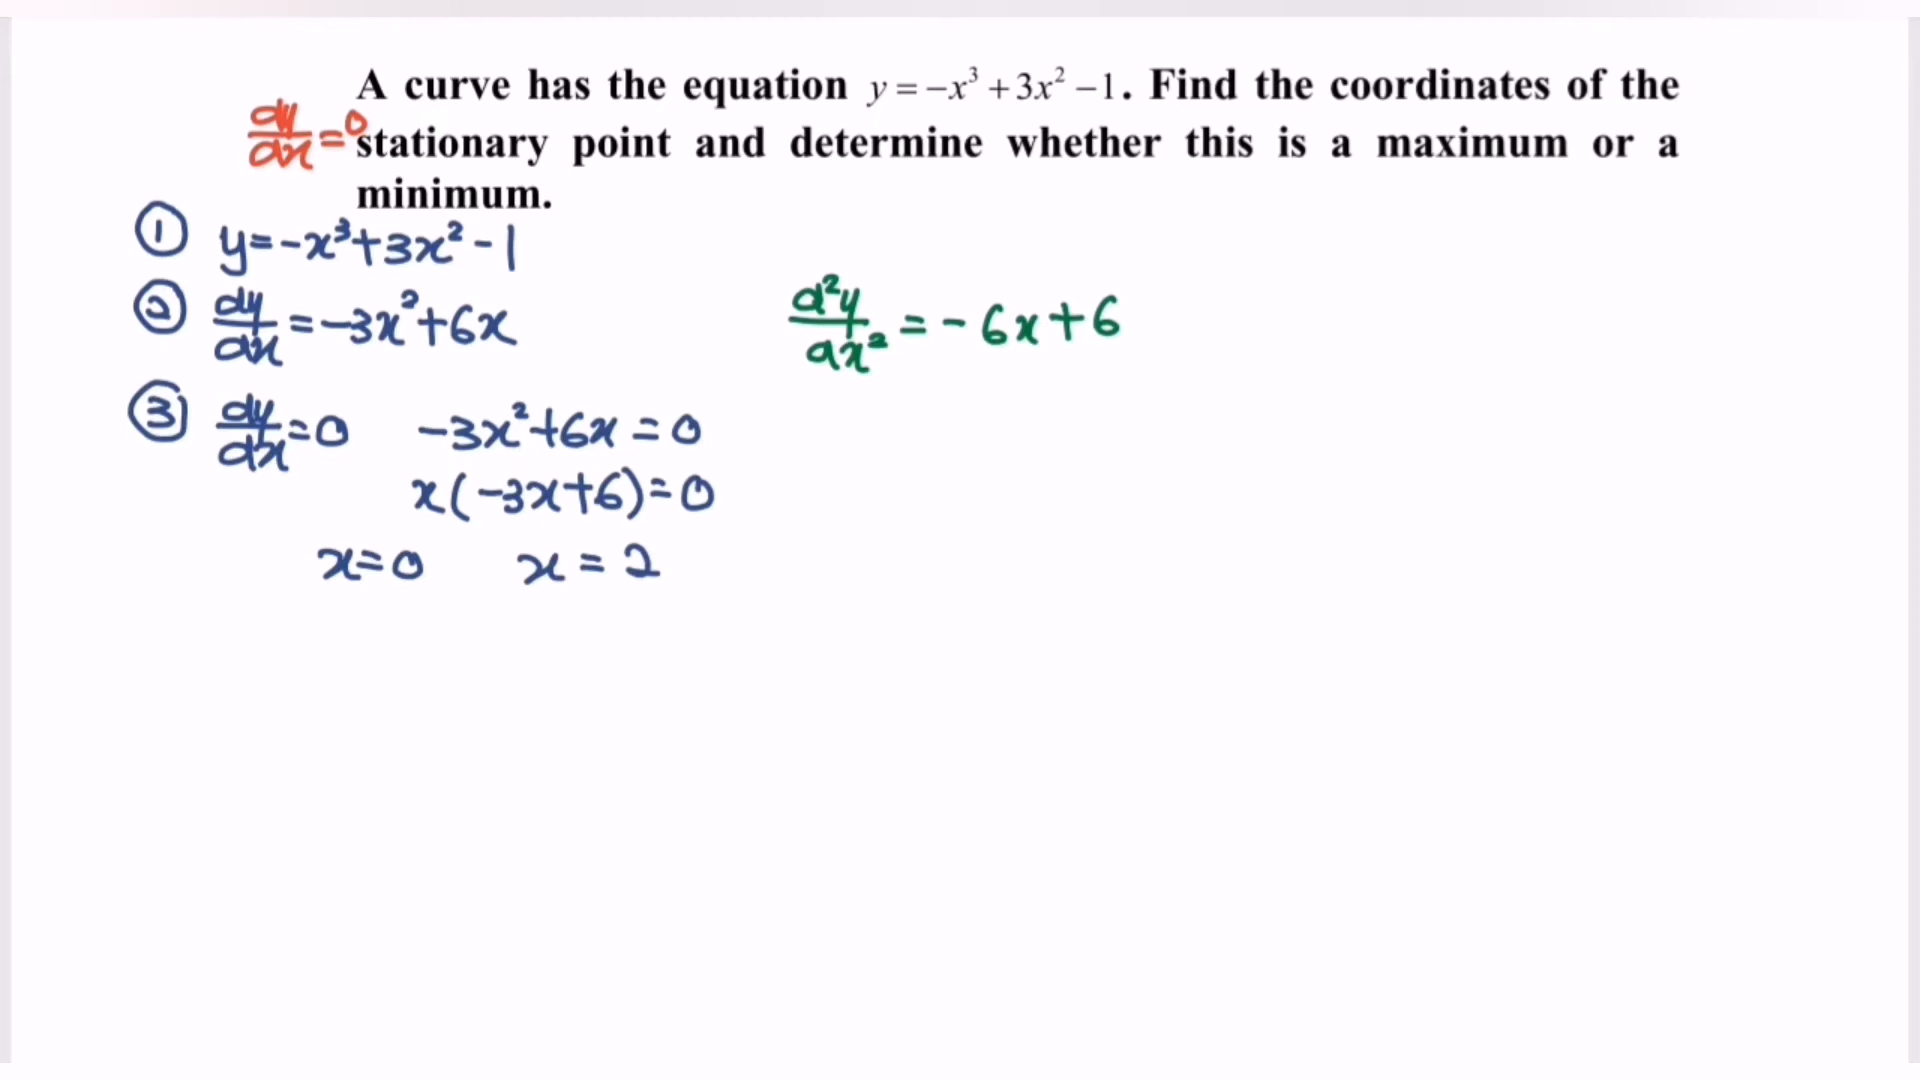 A curve has the equation y = −x³ + 3x² − 1. Find the coordinates of the
dy/dx = 0 stationary point and determine whether this is a maximum or a
minimum.
① y = -x³ + 3x² - 1
② dy/dx = -3x² + 6x d²y/dx² = - 6x + 6
③ dy/dx = 0 -3x² + 6x = 0
x(-3x + 6) = 0
x = 0 x = 2